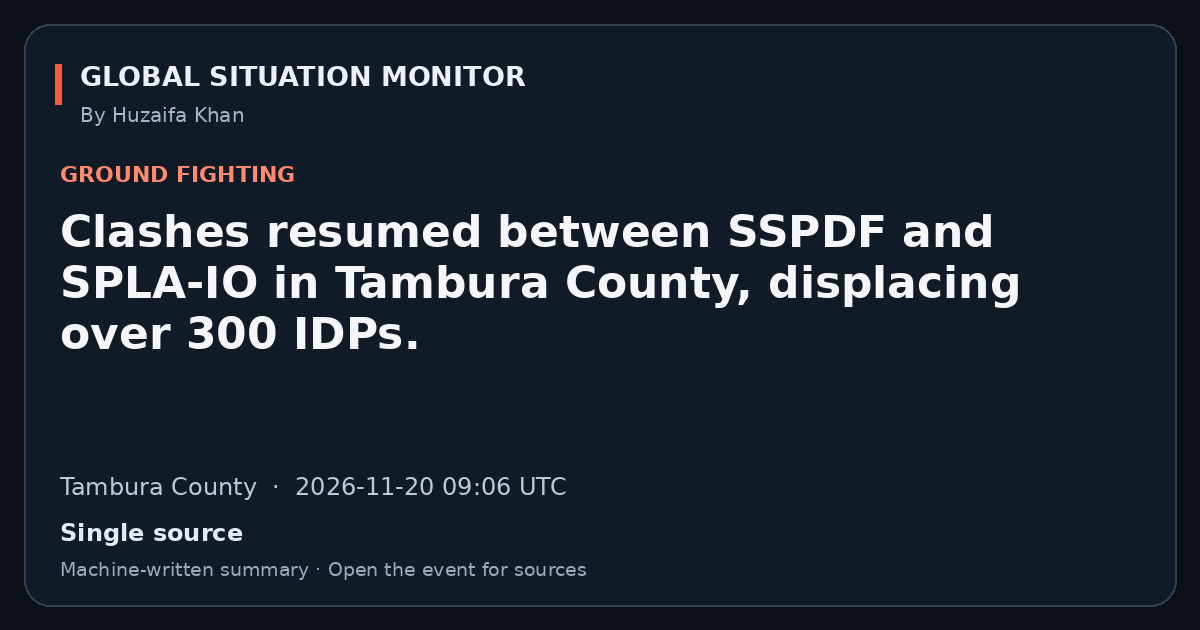 GLOBAL SITUATION MONITOR
By Huzaifa Khan
GROUND FIGHTING
Clashes resumed between SSPDF and
SPLA-IO in Tambura County, displacing
over 300 IDPs.
Tambura County · 2026-11-20 09:06 UTC
Single source
Machine-written summary · Open the event for sources